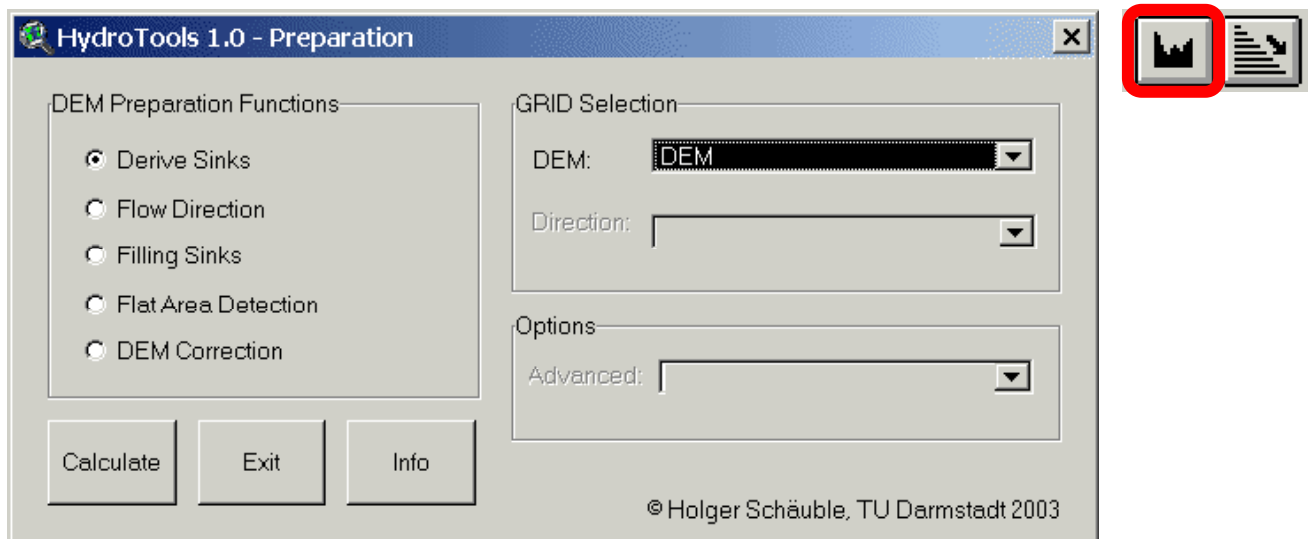 HydroTools 1.0 - Preparation
DEM Preparation Functions
Derive Sinks
Flow Direction
Filling Sinks
Flat Area Detection
DEM Correction
Calculate
Exit
Info
GRID Selection
DEM: DEM
Direction:
Options
Advanced:
© Holger Schäuble, TU Darmstadt 2003